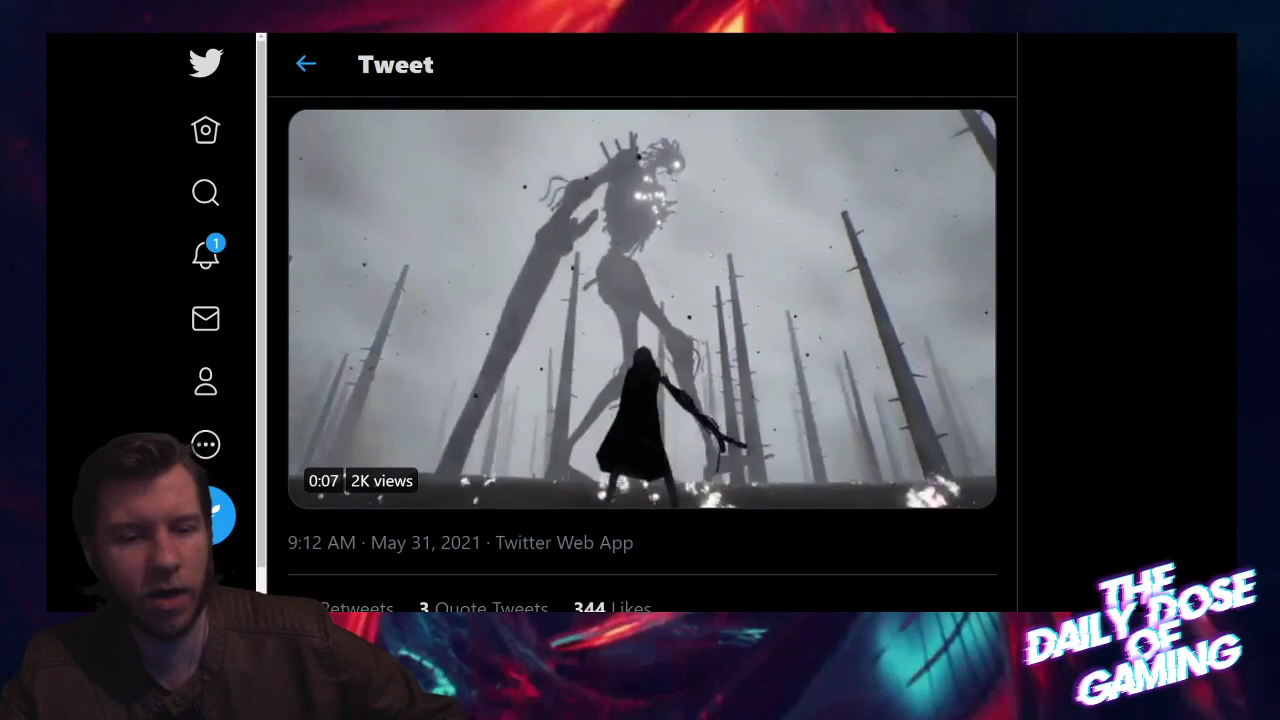 Tweet
1
0:07 2K views
9:12 AM · May 31, 2021 · Twitter Web App
Retweets 3 Quote Tweets 344 Likes
THE
DAILY DOSE
OF
GAMING